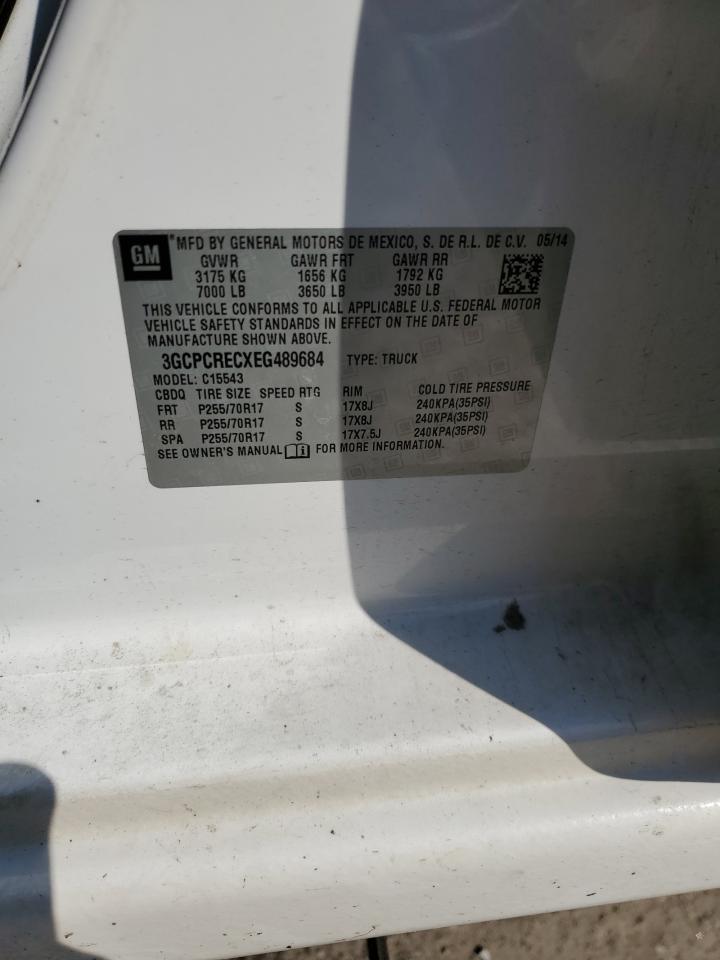 GM ® MFD BY GENERAL MOTORS DE MEXICO, S. DE R.L. DE C.V. 05/14
GVWR GAWR FRT GAWR RR
3175 KG 1656 KG 1792 KG
7000 LB 3650 LB 3950 LB
THIS VEHICLE CONFORMS TO ALL APPLICABLE U.S. FEDERAL MOTOR
VEHICLE SAFETY STANDARDS IN EFFECT ON THE DATE OF
MANUFACTURE SHOWN ABOVE.
3GCPCRECXEG489684 TYPE: TRUCK
MODEL: C15543
CBDQ TIRE SIZE SPEED RTG RIM COLD TIRE PRESSURE
FRT P255/70R17 S 17X8J 240KPA(35PSI)
RR P255/70R17 S 17X8J 240KPA(35PSI)
SPA P255/70R17 S 17X7.5J 240KPA(35PSI)
SEE OWNER'S MANUAL FOR MORE INFORMATION.